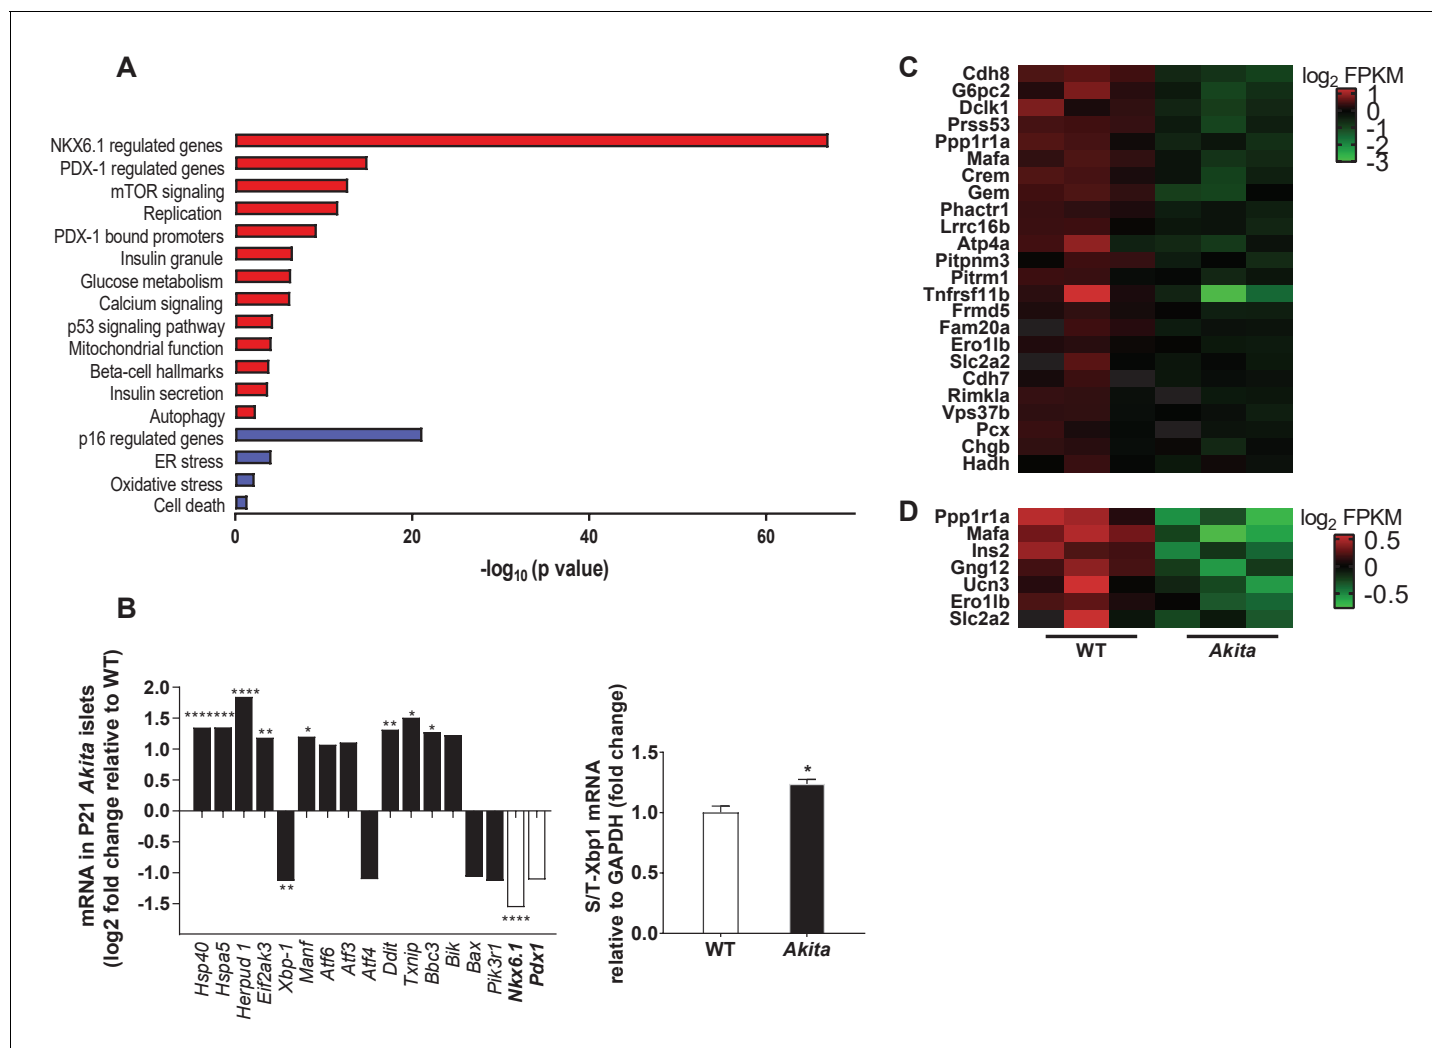 A
NKX6.1 regulated genes
PDX-1 regulated genes
mTOR signaling
Replication
PDX-1 bound promoters
Insulin granule
Glucose metabolism
Calcium signaling
p53 signaling pathway
Mitochondrial function
Beta-cell hallmarks
Insulin secretion
Autophagy
p16 regulated genes
ER stress
Oxidative stress
Cell death
0 20 40 60
-log10 (p value)
B
mRNA in P21 Akita islets
(log2 fold change relative to WT)
2.0
1.5
1.0
0.5
0.0
-0.5
-1.0
-1.5
*******
****
**
**
*
**
*
*
****
Hsp40
Hspa5
Herpud 1
Eif2ak3
Xbp-1
Manf
Atf6
Atf3
Atf4
Ddit
Txnip
Bbc3
Bik
Bax
Pik3r1
Nkx6.1
Pdx1
S/T-Xbp1 mRNA
relative to GAPDH (fold change)
1.5
1.0
0.5
0.0
*
WT Akita
C
Cdh8
G6pc2
Dclk1
Prss53
Ppp1r1a
Mafa
Crem
Gem
Phactr1
Lrrc16b
Atp4a
Pitpnm3
Pitrm1
Tnfrsf11b
Frmd5
Fam20a
Ero1lb
Slc2a2
Cdh7
Rimkla
Vps37b
Pcx
Chgb
Hadh
log2 FPKM
1
0
-1
-2
-3
D
Ppp1r1a
Mafa
Ins2
Gng12
Ucn3
Ero1lb
Slc2a2
log2 FPKM
0.5
0
-0.5
WT Akita